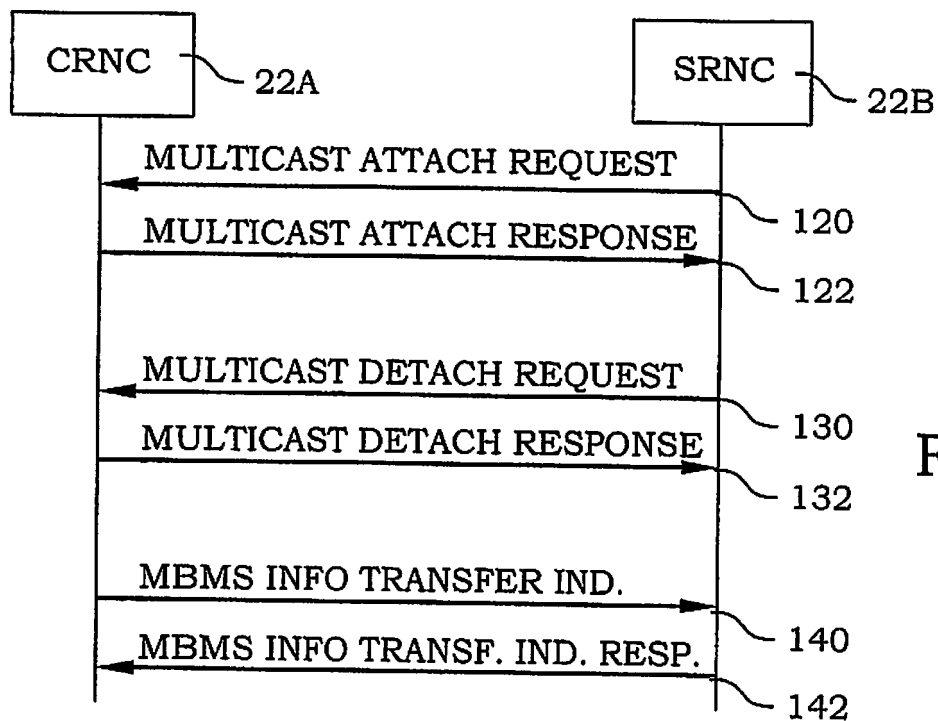 CRNC
22A
SRNC
22B
MULTICAST ATTACH REQUEST
120
MULTICAST ATTACH RESPONSE
122
MULTICAST DETACH REQUEST
130
MULTICAST DETACH RESPONSE
132
F
MBMS INFO TRANSFER IND.
140
MBMS INFO TRANSF. IND. RESP.
142